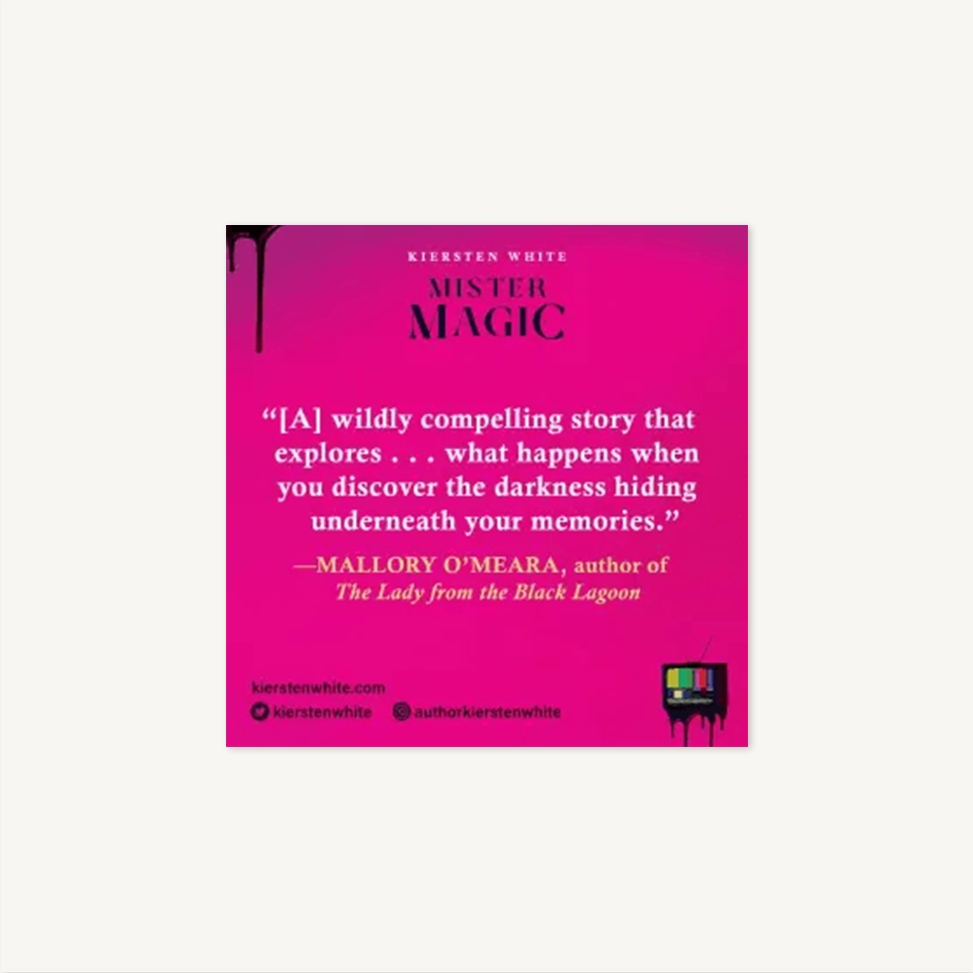 KIERSTEN WHITE
MISTER
MAGIC
“[A] wildly compelling story that
explores . . . what happens when
you discover the darkness hiding
underneath your memories.”
—MALLORY O’MEARA, author of
The Lady from the Black Lagoon
kierstenwhite.com
kierstenwhite authorkierstenwhite